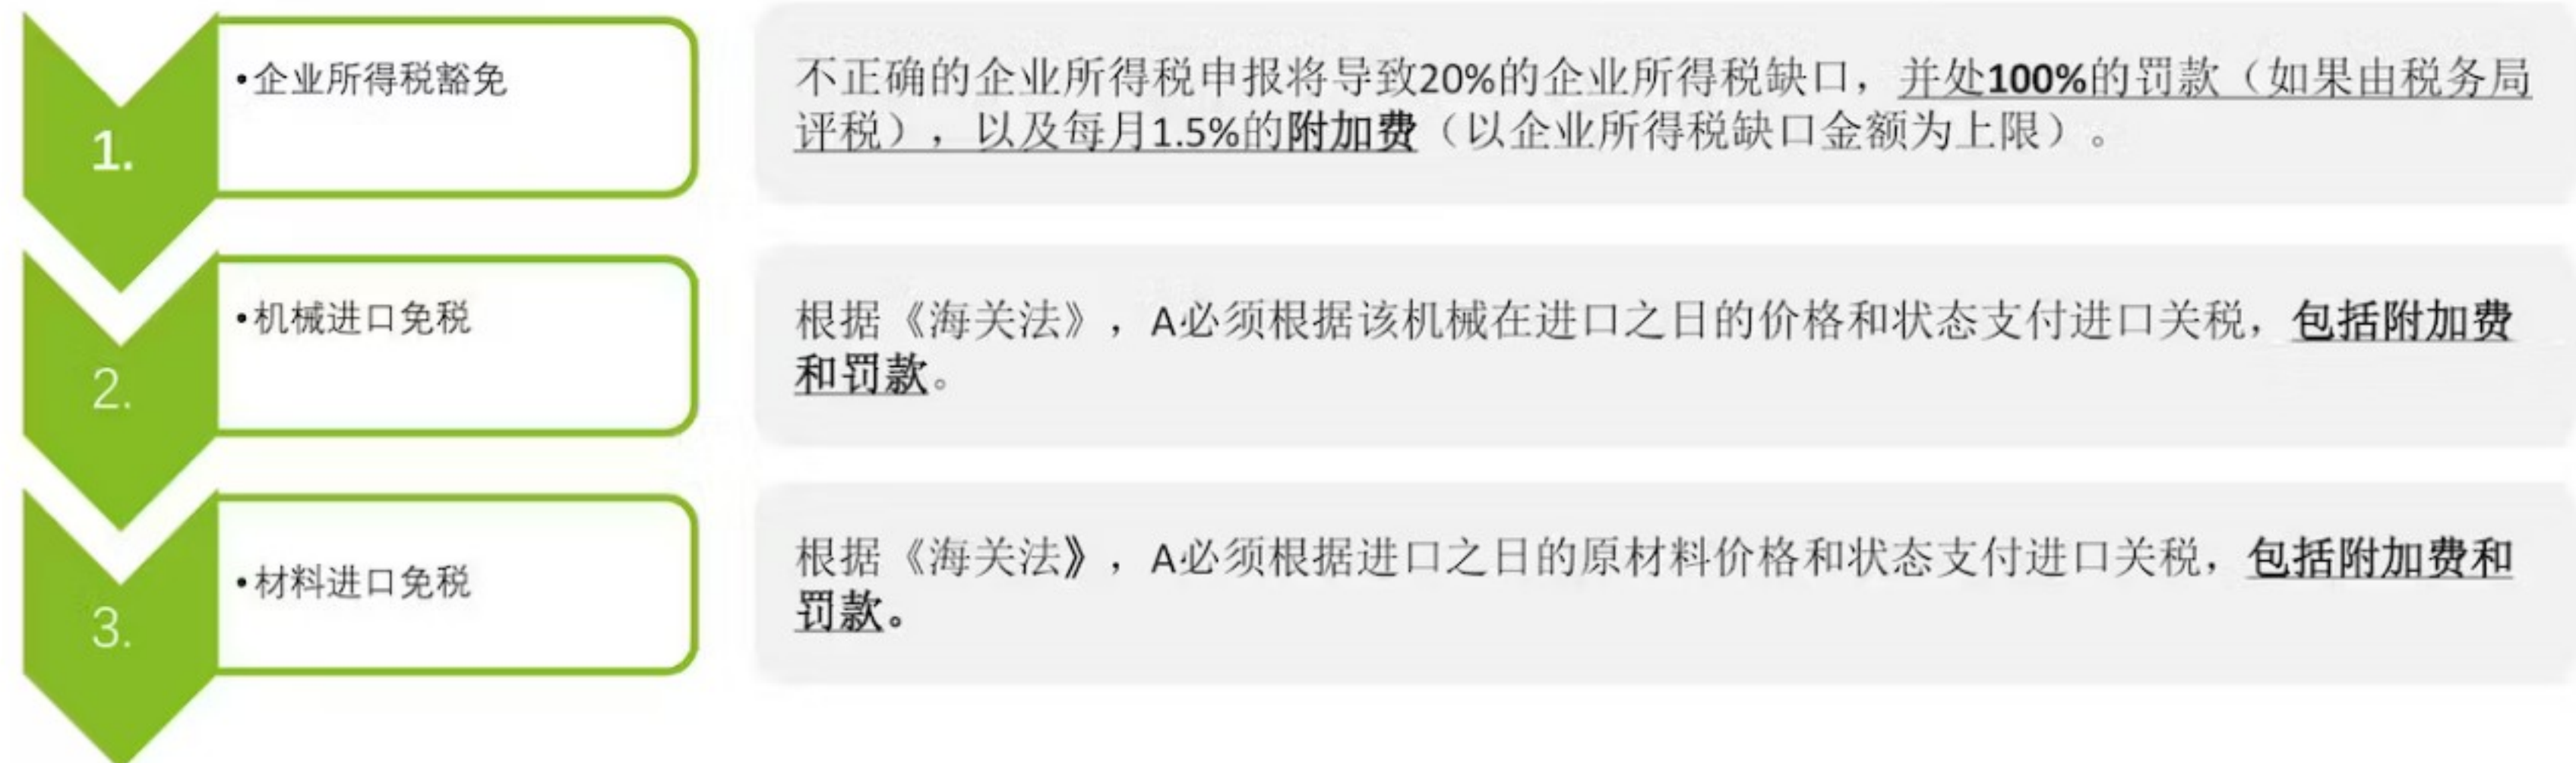 1.
•企业所得税豁免
不正确的企业所得税申报将导致20%的企业所得税缺口，并处100%的罚款（如果由税务局
评税），以及每月1.5%的附加费（以企业所得税缺口金额为上限）。
2.
•机械进口免税
根据《海关法》，A必须根据该机械在进口之日的价格和状态支付进口关税，包括附加费
和罚款。
3.
•材料进口免税
根据《海关法》，A必须根据进口之日的原材料价格和状态支付进口关税，包括附加费和
罚款。